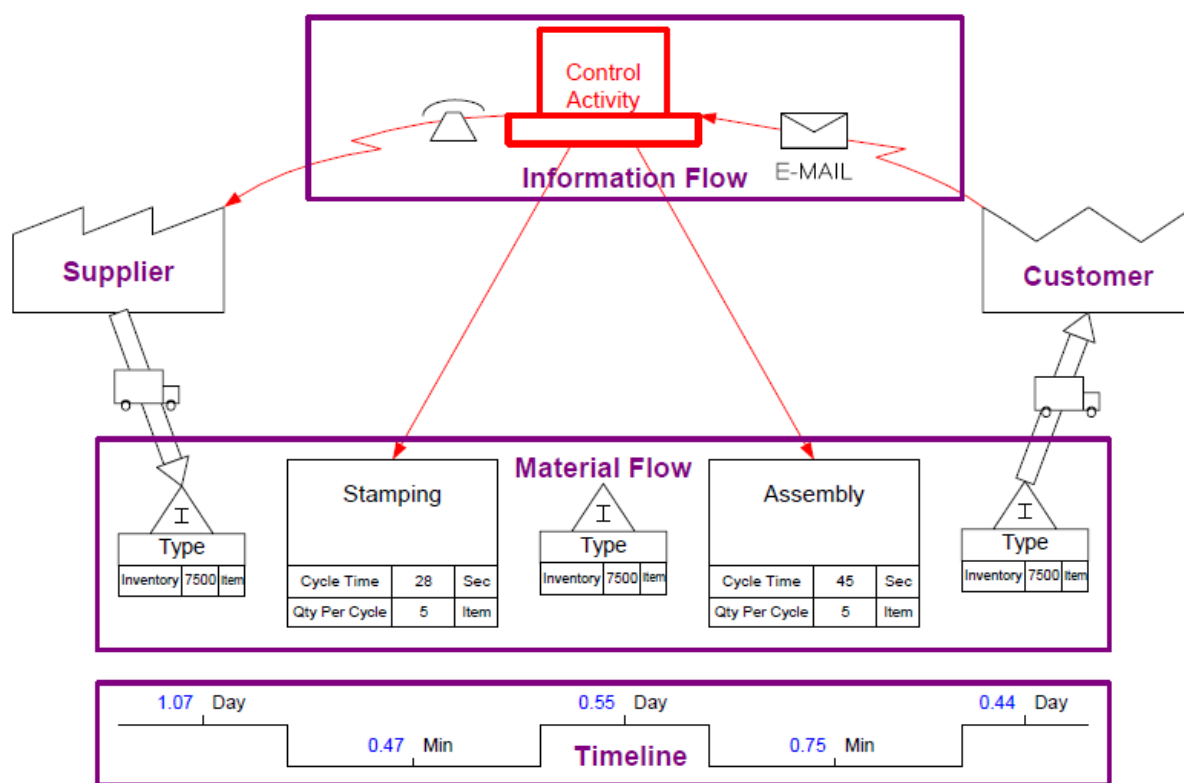 Control
Activity
E-MAIL
Information Flow
Supplier
Customer
Material Flow
I
Type
Inventory 7500 Item
Stamping
Cycle Time 28 Sec
Qty Per Cycle 5 Item
I
Type
Inventory 7500 Item
Assembly
Cycle Time 45 Sec
Qty Per Cycle 5 Item
I
Type
Inventory 7500 Item
1.07 Day
0.47 Min
0.55 Day
0.75 Min
0.44 Day
Timeline